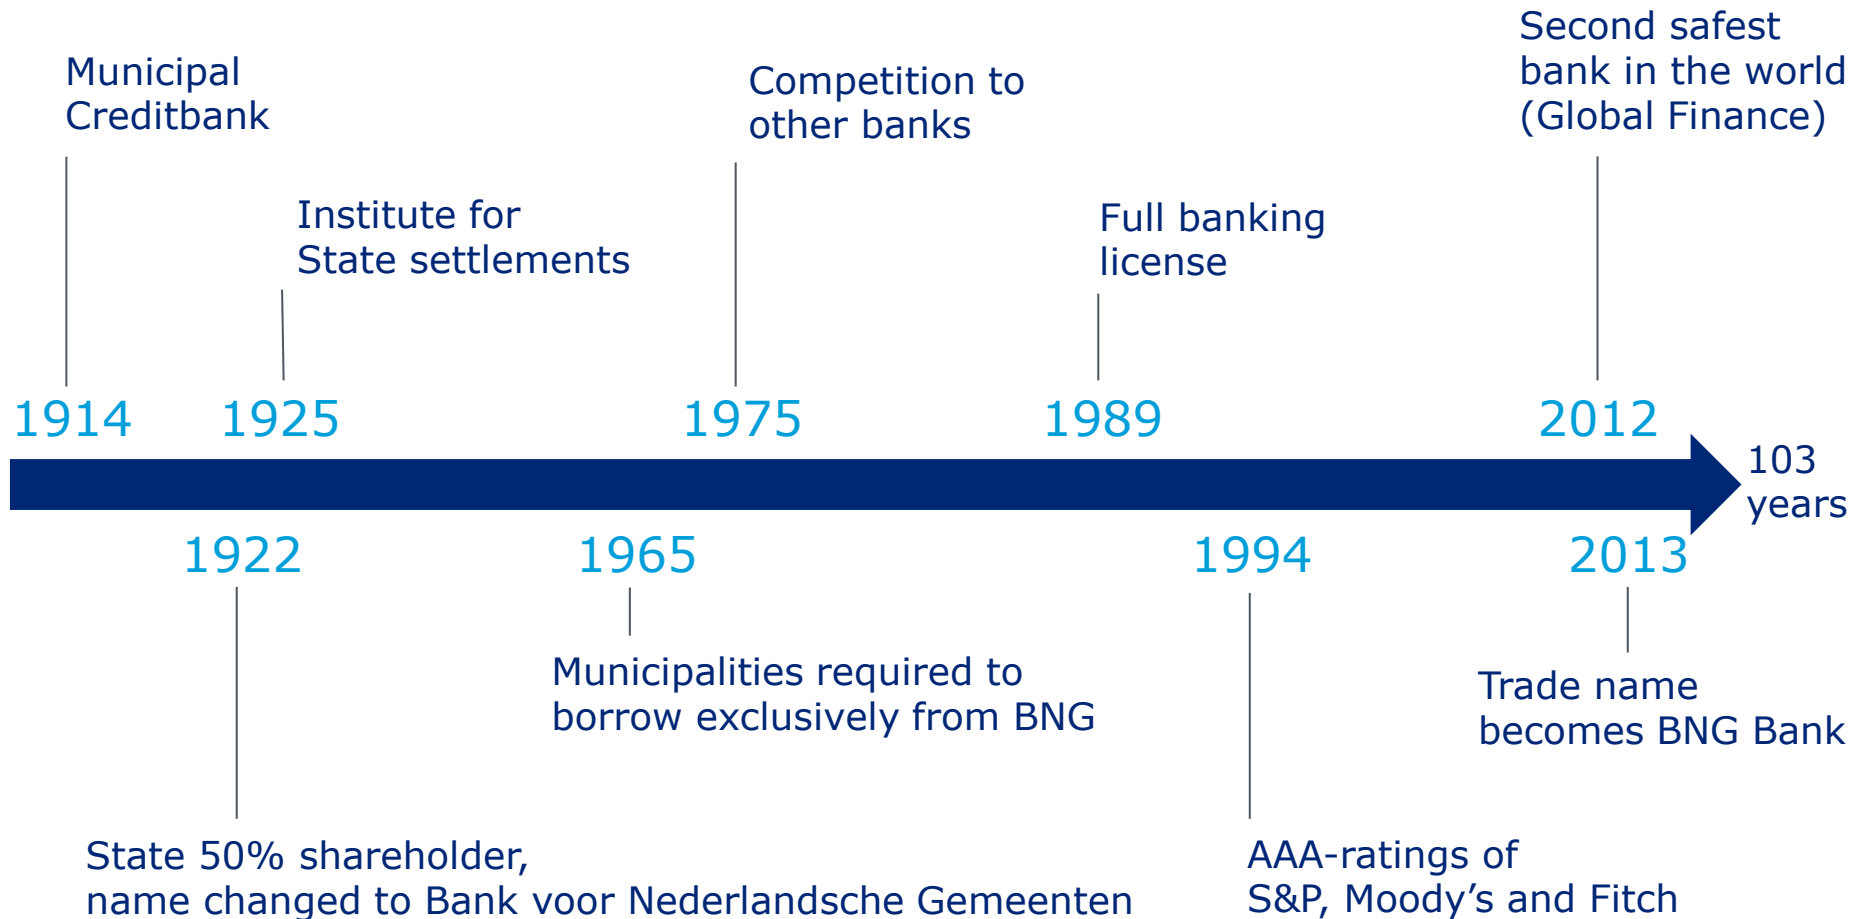 Municipal
Creditbank
Institute for
State settlements
Competition to
other banks
Full banking
license
Second safest
bank in the world
(Global Finance)
1914
1925
1975
1989
2012
103
years
1922
1965
1994
2013
Municipalities required to
borrow exclusively from BNG
Trade name
becomes BNG Bank
State 50% shareholder,
name changed to Bank voor Nederlandsche Gemeenten
AAA-ratings of
S&P, Moody’s and Fitch